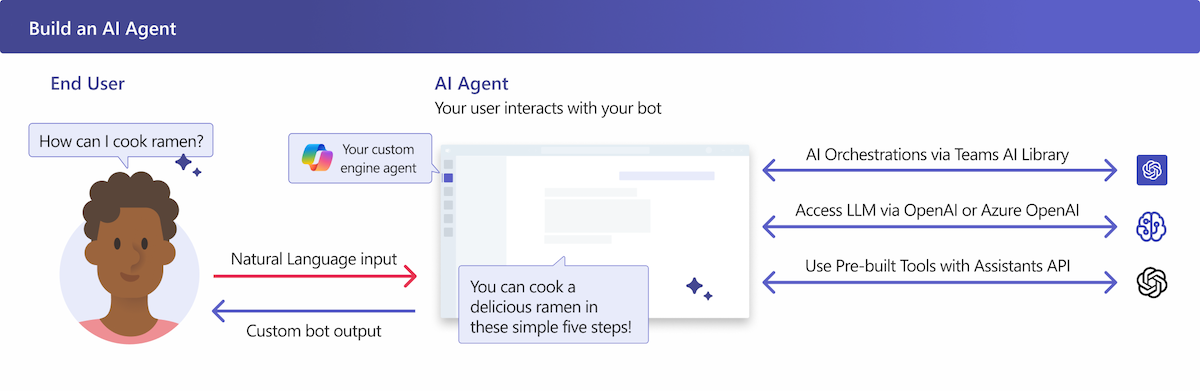 Build an AI Agent
End User
AI Agent
Your user interacts with your bot
How can I cook ramen?
Your custom
engine agent
AI Orchestrations via Teams AI Library
Access LLM via OpenAI or Azure OpenAI
Use Pre-built Tools with Assistants API
Natural Language input
Custom bot output
You can cook a
delicious ramen in
these simple five steps!